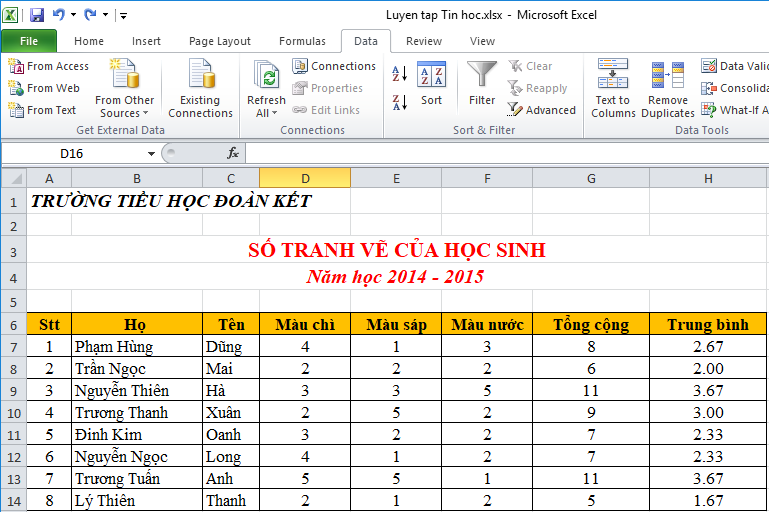 Luyen tap Tin hoc.xlsx - Microsoft Excel
File Home Insert Page Layout Formulas Data Review View
From Access
From Web
From Text
From Other Sources
Existing Connections
Get External Data
Refresh All
Connections
Properties
Edit Links
Connections
Sort
Filter
Clear
Reapply
Advanced
Sort & Filter
Text to Columns
Remove Duplicates
Data Valid
Consolida
What-If A
Data Tools
D16 fx
A B C D E F G H
1 TRƯỜNG TIỂU HỌC ĐOÀN KẾT
2
3 SỐ TRANH VẼ CỦA HỌC SINH
4 Năm học 2014 - 2015
5
6 Stt Họ Tên Màu chì Màu sáp Màu nước Tổng cộng Trung bình
7 1 Phạm Hùng Dũng 4 1 3 8 2.67
8 2 Trần Ngọc Mai 2 2 2 6 2.00
9 3 Nguyễn Thiên Hà 3 3 5 11 3.67
10 4 Trương Thanh Xuân 2 5 2 9 3.00
11 5 Đinh Kim Oanh 3 2 2 7 2.33
12 6 Nguyễn Ngọc Long 4 1 2 7 2.33
13 7 Trương Tuấn Anh 5 5 1 11 3.67
14 8 Lý Thiên Thanh 2 1 2 5 1.67